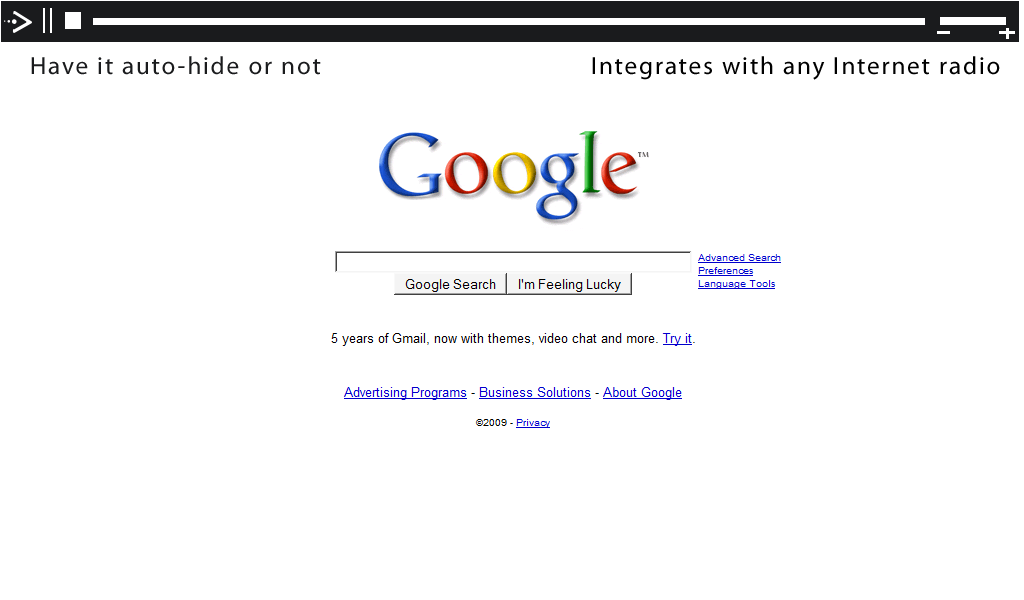 Have it auto-hide or not
Integrates with any Internet radio
Google™
Advanced Search
Preferences
Language Tools
Google Search
I'm Feeling Lucky
5 years of Gmail, now with themes, video chat and more. Try it.
Advertising Programs - Business Solutions - About Google
©2009 - Privacy